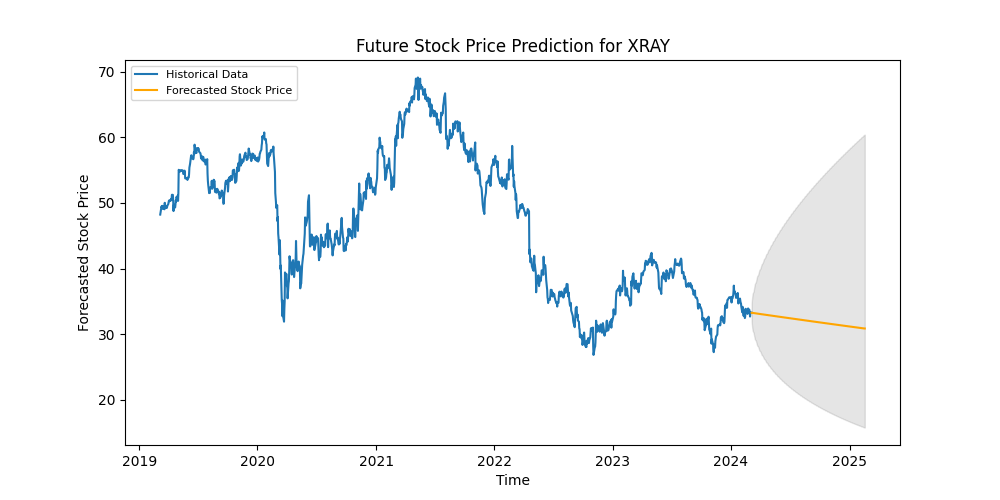 Future Stock Price Prediction for XRAY
Historical Data
Forecasted Stock Price
Forecasted Stock Price
70
60
50
40
30
20
2019
2020
2021
2022
2023
2024
2025
Time